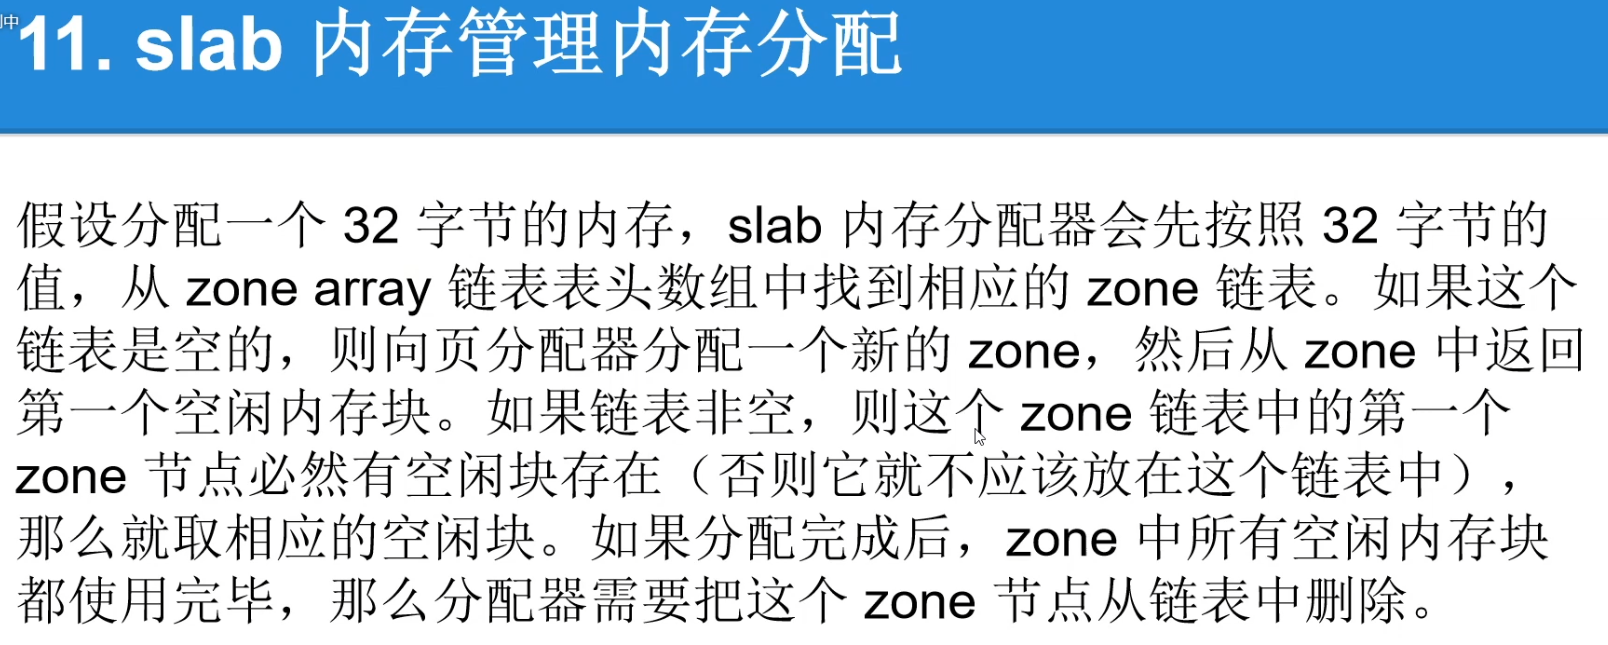 11. slab 内存管理内存分配
假设分配一个 32 字节的内存，slab 内存分配器会先按照 32 字节的
值，从 zone array 链表表头数组中找到相应的 zone 链表。如果这个
链表是空的，则向页分配器分配一个新的 zone，然后从 zone 中返回
第一个空闲内存块。如果链表非空，则这个 zone 链表中的第一个
zone 节点必然有空闲块存在（否则它就不应该放在这个链表中），
那么就取相应的空闲块。如果分配完成后，zone 中所有空闲内存块
都使用完毕，那么分配器需要把这个 zone 节点从链表中删除。